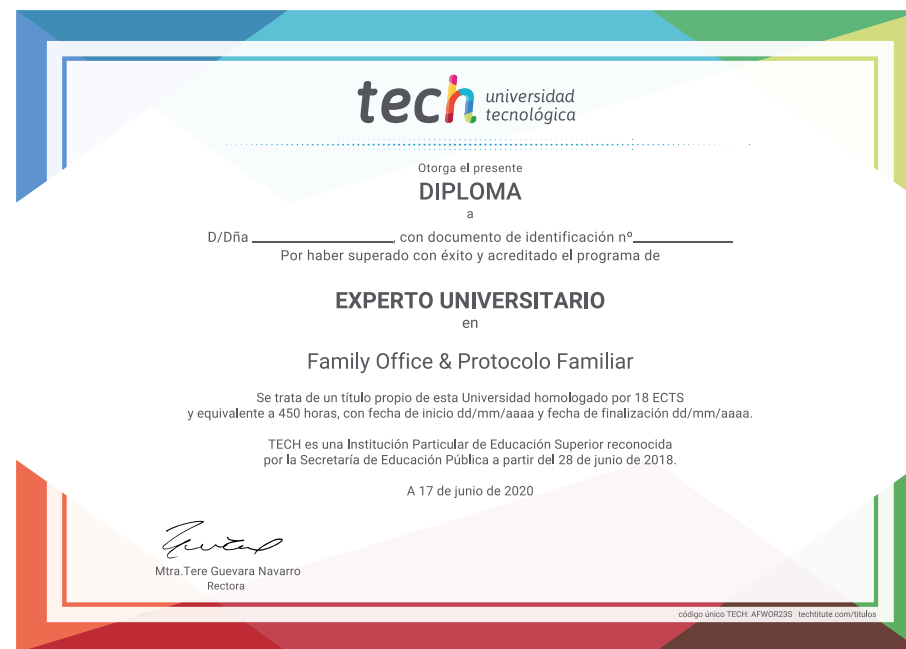 tech universidad
tecnológica
Otorga el presente
DIPLOMA
a
D/Dña ____________________, con documento de identificación nº______________
Por haber superado con éxito y acreditado el programa de
EXPERTO UNIVERSITARIO
en
Family Office & Protocolo Familiar
Se trata de un título propio de esta Universidad homologado por 18 ECTS
y equivalente a 450 horas, con fecha de inicio dd/mm/aaaa y fecha de finalización dd/mm/aaaa.
TECH es una Institución Particular de Educación Superior reconocida
por la Secretaría de Educación Pública a partir del 28 de junio de 2018.
A 17 de junio de 2020
Mtra.Tere Guevara Navarro
Rectora
código único TECH: AFWOR23S techtitute.com/titulos